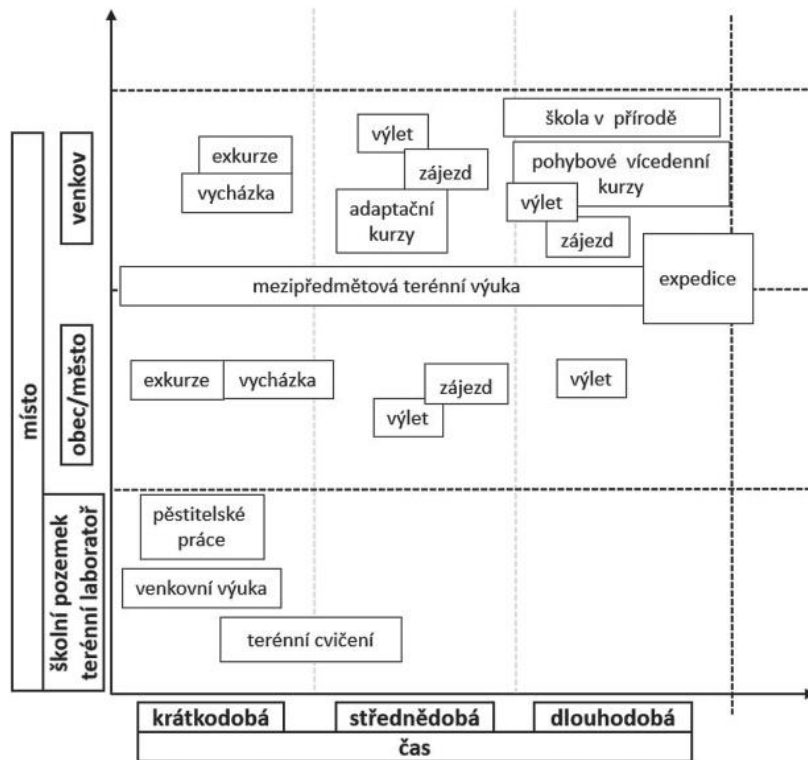 škola v přírodě
výlet
exkurze
pohybové vícedenní
kurzy
zájezd
vycházka
výlet
adaptační
kurzy
zájezd
expedice
mezipředmětová terénní výuka
exkurze
vycházka
zájezd
výlet
výlet
pěstitelské
práce
venkovní výuka
terénní cvičení
místo
venkov
obec/město
školní pozemek
terénní laboratoř
krátkodobá
střednědobá
dlouhodobá
čas